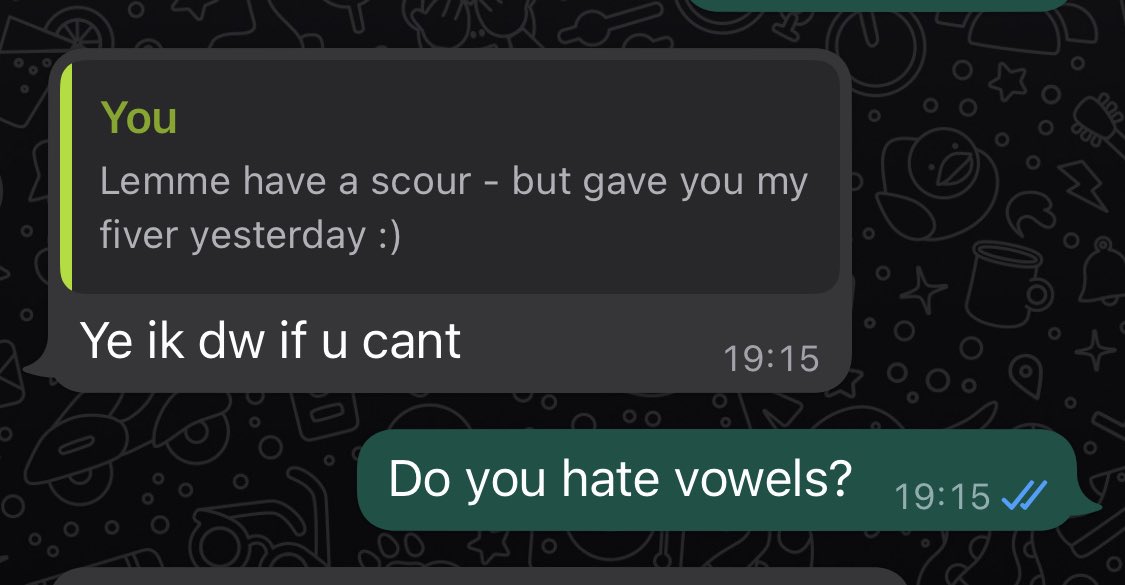 You
Lemme have a scour - but gave you my
fiver yesterday :)
Ye ik dw if u cant
19:15
Do you hate vowels?
19:15